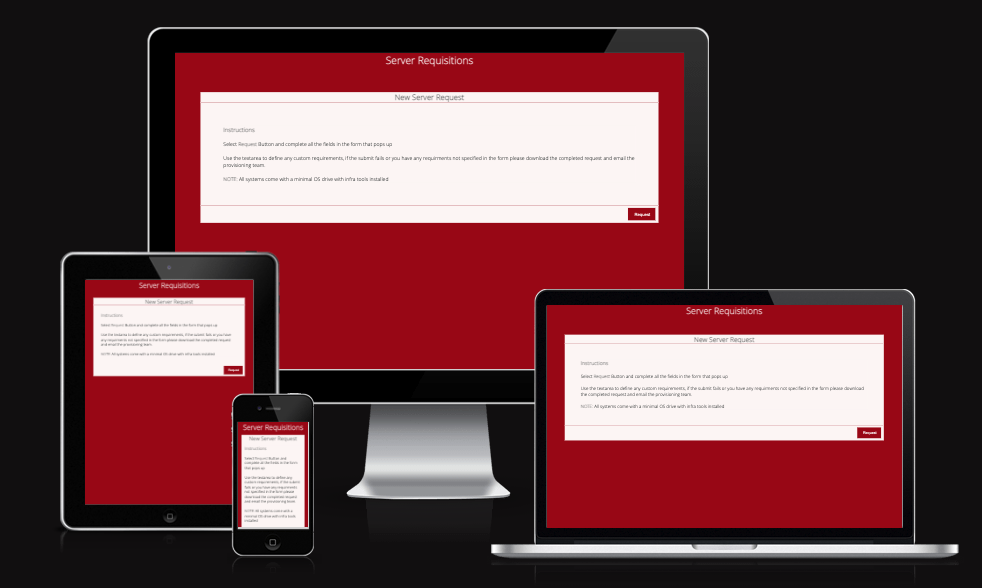 Server Requisitions
New Server Request
Instructions
Select Request Button and complete all the fields in the form that pops up
Use the textarea to define any custom requirements, if the submit fails or you have any requirments not specified in the form please download the completed request and email the
provisioning team.
NOTE: All systems come with a minimal OS drive with infra tools installed
Request
Server Requisitions
New Server Request
Instructions
Select Request Button and complete all the fields in the form that pops up
Use the textarea to define any custom requirements, if the submit fails or you have
any requirments not specified in the form please download the completed request
and email the provisioning team.
NOTE: All systems come with a minimal OS drive with infra tools installed
Request
Server Requisitions
New Server Request
Instructions
Select Request Button and
complete all the fields in the form
that pops up
Use the textarea to define any
custom requirements, if the submit
fails or you have any requirments
not specified in the form please
download the completed request
and email the provisioning team.
NOTE: All systems come with a
minimal OS drive with infra tools
installed
Server Requisitions
New Server Request
Instructions
Select Request Button and complete all the fields in the form that pops up
Use the textarea to define any custom requirements, if the submit fails or you have any requirments not specified in the form please download
the completed request and email the provisioning team.
NOTE: All systems come with a minimal OS drive with infra tools installed
Request